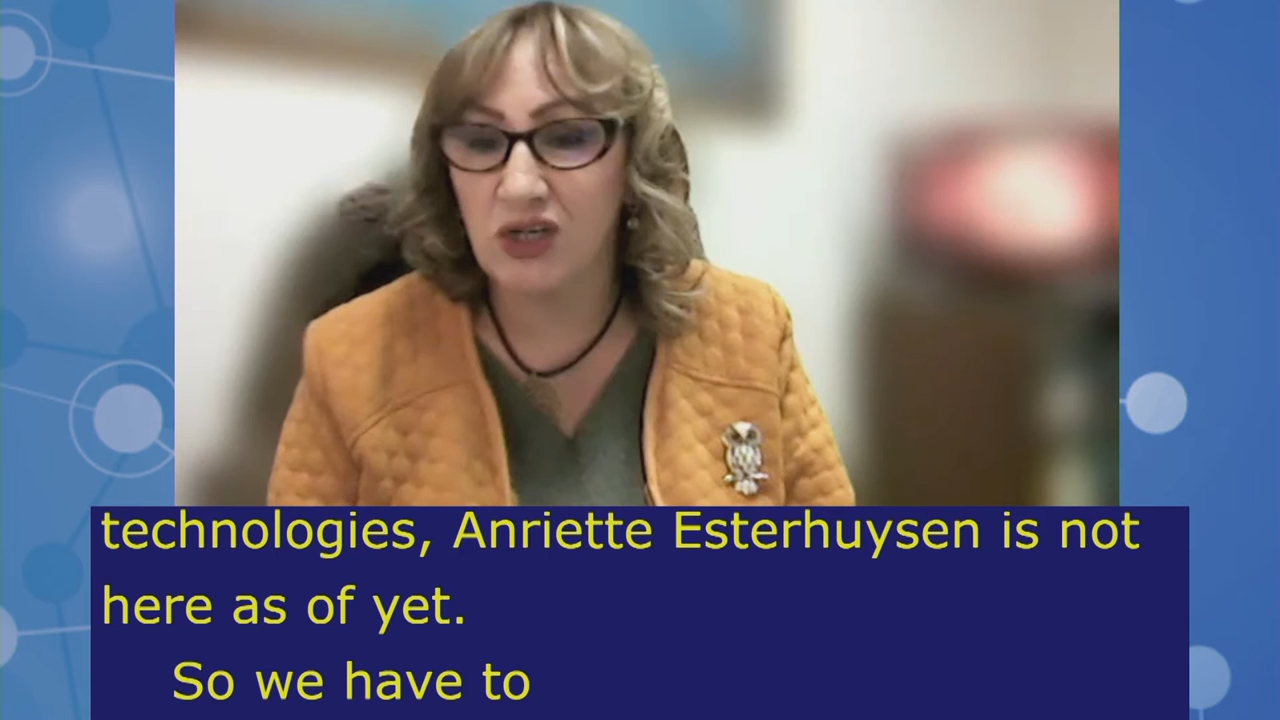 technologies, Anriette Esterhuysen is not
here as of yet.
So we have to